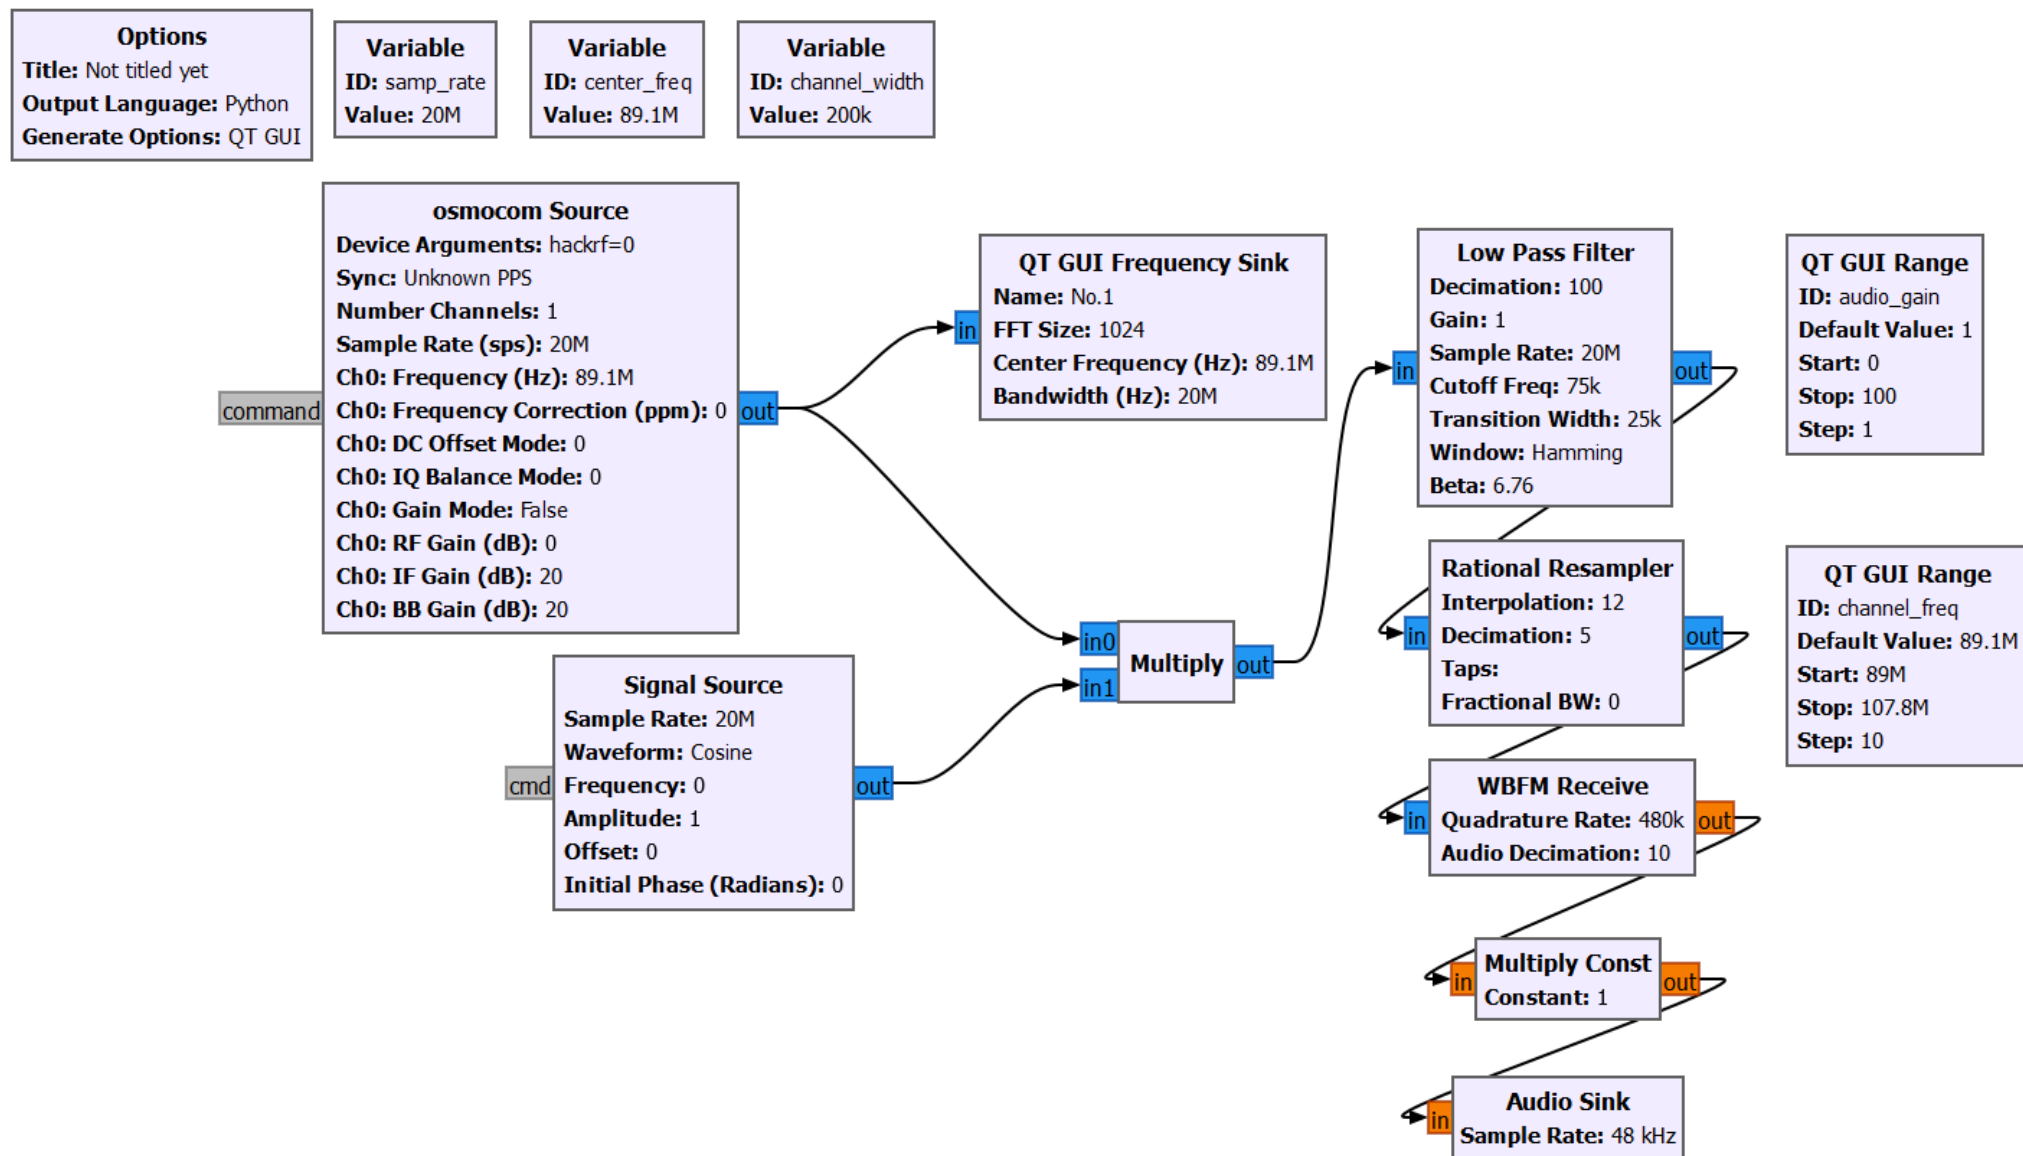 Options
Title: Not titled yet
Output Language: Python
Generate Options: QT GUI
Variable
ID: samp_rate
Value: 20M
Variable
ID: center_freq
Value: 89.1M
Variable
ID: channel_width
Value: 200k
osmocom Source
Device Arguments: hackrf=0
Sync: Unknown PPS
Number Channels: 1
Sample Rate (sps): 20M
Ch0: Frequency (Hz): 89.1M
Ch0: Frequency Correction (ppm): 0
Ch0: DC Offset Mode: 0
Ch0: IQ Balance Mode: 0
Ch0: Gain Mode: False
Ch0: RF Gain (dB): 0
Ch0: IF Gain (dB): 20
Ch0: BB Gain (dB): 20
command
out
Signal Source
Sample Rate: 20M
Waveform: Cosine
Frequency: 0
Amplitude: 1
Offset: 0
Initial Phase (Radians): 0
cmd
out
QT GUI Frequency Sink
Name: No.1
FFT Size: 1024
Center Frequency (Hz): 89.1M
Bandwidth (Hz): 20M
in
in0
in1
Multiply
out
Low Pass Filter
Decimation: 100
Gain: 1
Sample Rate: 20M
Cutoff Freq: 75k
Transition Width: 25k
Window: Hamming
Beta: 6.76
in
out
Rational Resampler
Interpolation: 12
Decimation: 5
Taps:
Fractional BW: 0
in
out
WBFM Receive
Quadrature Rate: 480k
Audio Decimation: 10
in
out
Multiply Const
Constant: 1
in
out
Audio Sink
Sample Rate: 48 kHz
in
QT GUI Range
ID: audio_gain
Default Value: 1
Start: 0
Stop: 100
Step: 1
QT GUI Range
ID: channel_freq
Default Value: 89.1M
Start: 89M
Stop: 107.8M
Step: 10